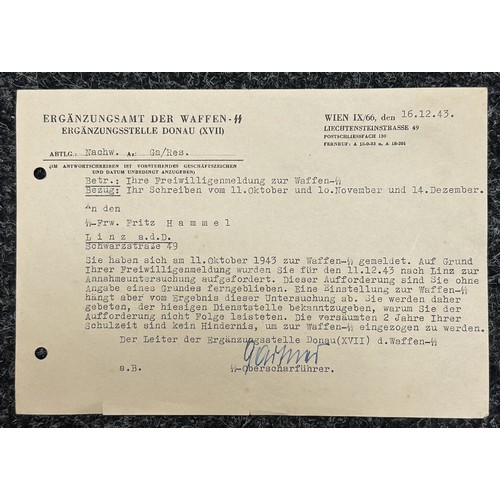 ERGÄNZUNGSAMT DER WAFFEN-ᛋᛋ
ERGÄNZUNGSSTELLE DONAU (XVII)
WIEN IX/66, den 16.12.43.
LIECHTENSTEINSTRASSE 49
POSTSCHLIESSFACH 130
FERNRUF: A
ABTLG.: Nachw. A: Ga/Res.
(IM ANTWORTSCHREIBEN IST VORSTEHENDES GESCHÄFTSZEICHEN
UND DATUM UNBEDINGT ANZUGEBEN)
Betr.: Ihre Freiwilligenmeldung zur Waffen-ᛋᛋ
Bezug: Ihr Schreiben vom 11.Oktober und 1o.November und 14.Dezember.
An den
ᛋᛋ-Frw. Fritz Hammel
Linz a.d.D.
Schwarzstraße 49
Sie haben sich am 11.Oktober 1943 zur Waffen-ᛋᛋ gemeldet. Auf Grund
Ihrer Freiwilligenmeldung wurden Sie für den 11.12.43 nach Linz zur
Annahmeuntersuchung aufgefordert. Dieser Aufforderung sind Sie ohne
Angabe eines Grundes ferngeblieben. Eine Einstellung zur Waffen-ᛋᛋ
hängt aber vom Ergebnis dieser Untersuchung ab. Sie werden daher
gebeten, der hiesigen Dienststelle bekanntzugeben, warum Sie der
Aufforderung nicht Folge leisteten. Die versäumten 2 Jahre Ihrer
Schulzeit sind kein Hindernis, um zur Waffen-ᛋᛋ eingezogen zu werden.
Der Leiter der Ergänzungsstelle Donau(XVII) d.Waffen-ᛋᛋ
a.B.
ᛋᛋ-Oberscharführer.